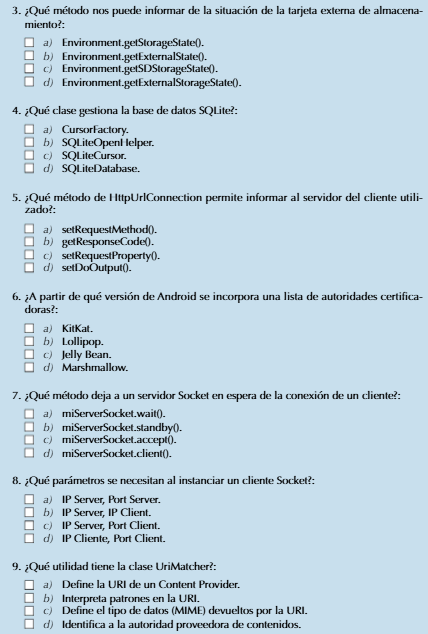 3. ¿Qué método nos puede informar de la situación de la tarjeta externa de almacena-
miento?:
a) Environment.getStorageState().
b) Environment.getExternalState().
c) Environment.getSDStorageState().
d) Environment.getExternalStorageState().
4. ¿Qué clase gestiona la base de datos SQLite?:
a) CursorFactory.
b) SQLiteOpenHelper.
c) SQLiteCursor.
d) SQLiteDatabase.
5. ¿Qué método de HttpUrlConnection permite informar al servidor del cliente utili-
zado?:
a) setRequestMethod().
b) getResponseCode().
c) setRequestProperty().
d) setDoOutput().
6. ¿A partir de qué versión de Android se incorpora una lista de autoridades certifica-
doras?:
a) KitKat.
b) Lollipop.
c) Jelly Bean.
d) Marshmallow.
7. ¿Qué método deja a un servidor Socket en espera de la conexión de un cliente?:
a) miServerSocket.wait().
b) miServerSocket.standby().
c) miServerSocket.accept().
d) miServerSocket.client().
8. ¿Qué parámetros se necesitan al instanciar un cliente Socket?:
a) IP Server, Port Server.
b) IP Server, IP Client.
c) IP Server, Port Client.
d) IP Cliente, Port Client.
9. ¿Qué utilidad tiene la clase UriMatcher?:
a) Define la URI de un Content Provider.
b) Interpreta patrones en la URI.
c) Define el tipo de datos (MIME) devueltos por la URI.
d) Identifica a la autoridad proveedora de contenidos.